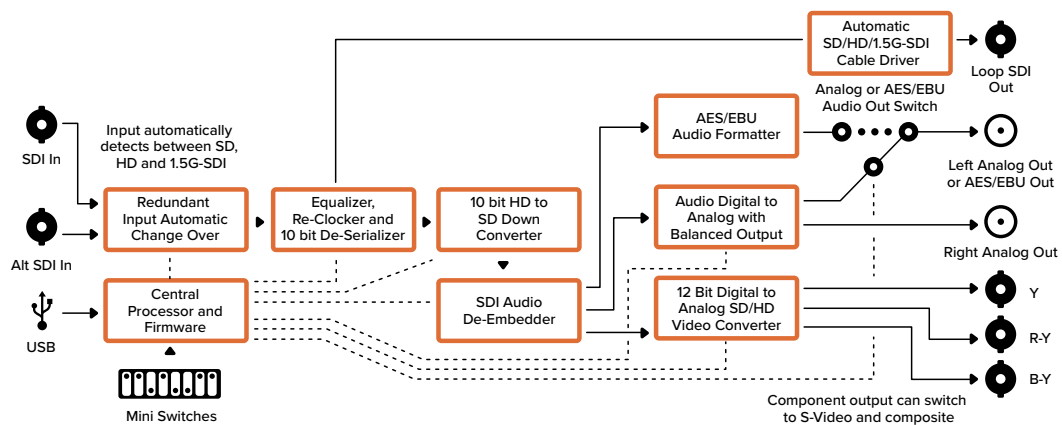 Automatic
SD/HD/1.5G-SDI
Cable Driver
Loop SDI
Out
Analog or AES/EBU
Audio Out Switch
SDI In
Input automatically
detects between SD,
HD and 1.5G-SDI
AES/EBU
Audio Formatter
Left Analog Out
or AES/EBU Out
Alt SDI In
Redundant
Input Automatic
Change Over
Equalizer,
Re-Clocker and
10 bit De-Serializer
10 bit HD to
SD Down
Converter
Audio Digital to
Analog with
Balanced Output
Right Analog Out
USB
Central
Processor and
Firmware
SDI Audio
De-Embedder
12 Bit Digital to
Analog SD/HD
Video Converter
Y
R-Y
B-Y
Mini Switches
Component output can switch
to S-Video and composite